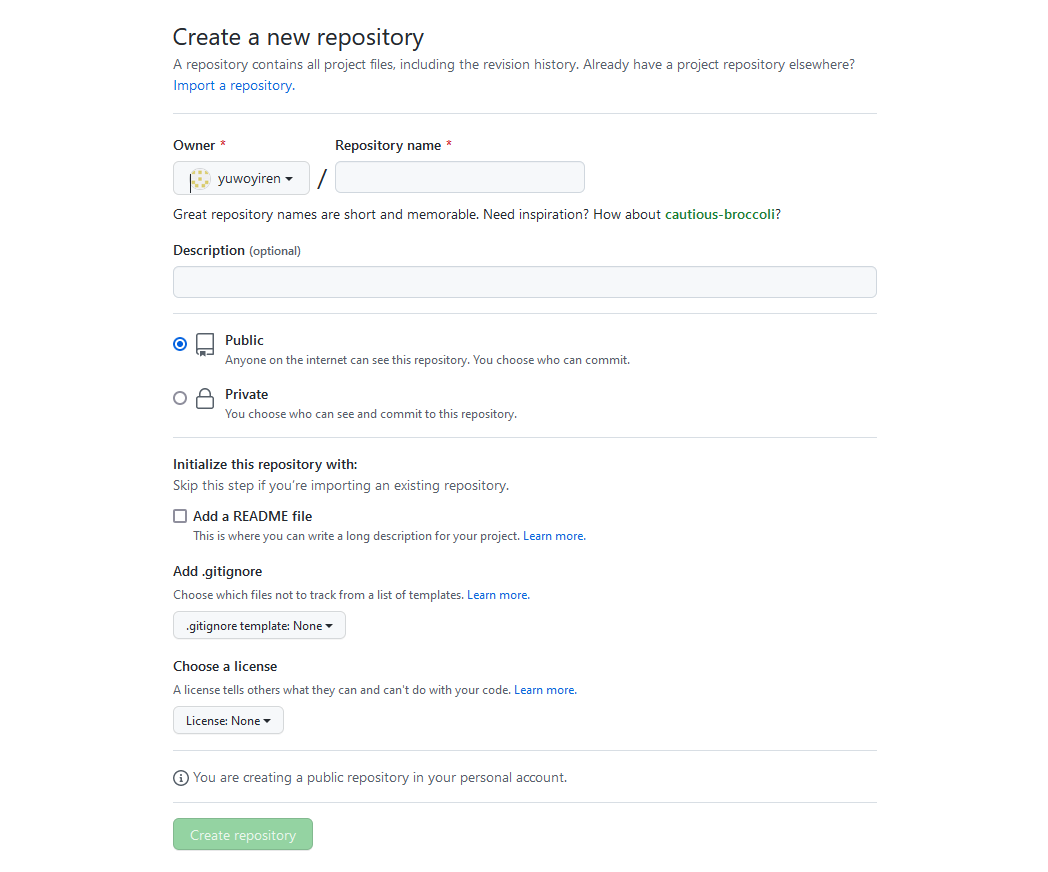 Create a new repository
A repository contains all project files, including the revision history. Already have a project repository elsewhere?
Import a repository.
Owner * Repository name *
yuwoyiren /
Great repository names are short and memorable. Need inspiration? How about cautious-broccoli?
Description (optional)
Public
Anyone on the internet can see this repository. You choose who can commit.
Private
You choose who can see and commit to this repository.
Initialize this repository with:
Skip this step if you're importing an existing repository.
Add a README file
This is where you can write a long description for your project. Learn more.
Add .gitignore
Choose which files not to track from a list of templates. Learn more.
.gitignore template: None
Choose a license
A license tells others what they can and can't do with your code. Learn more.
License: None
You are creating a public repository in your personal account.
Create repository